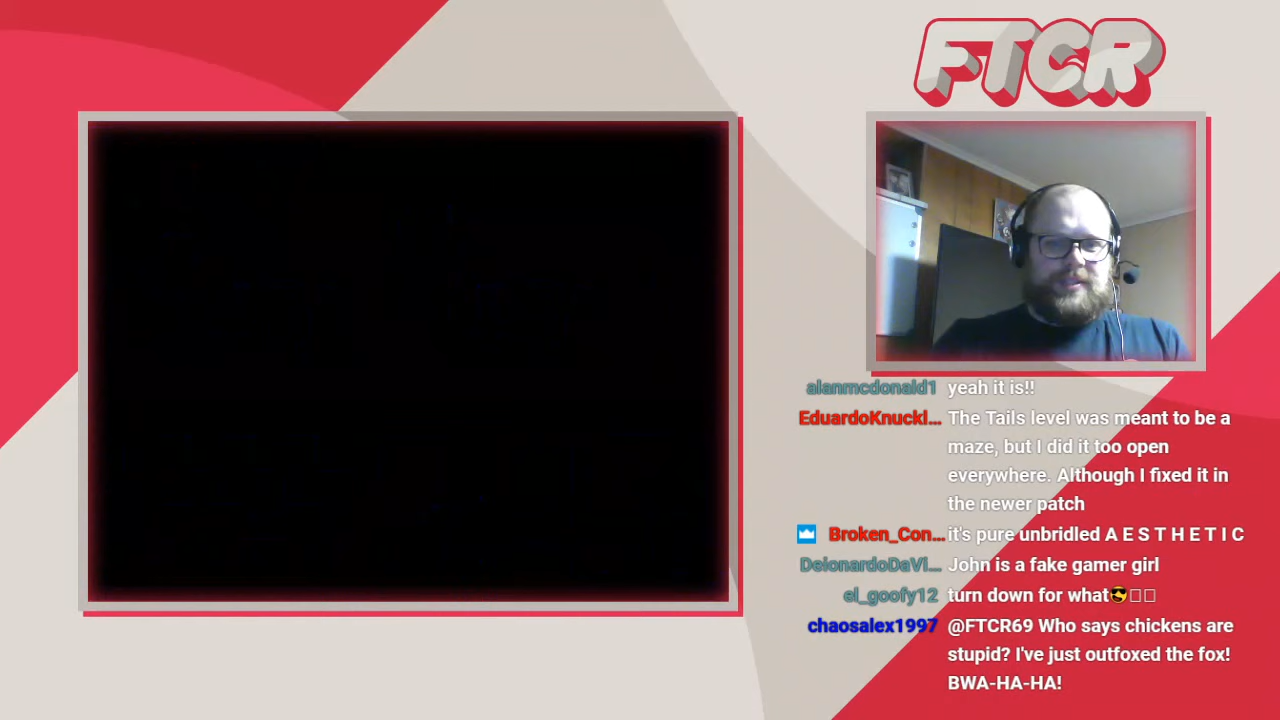 FTCR
alanmcdonald1 yeah it is!!
EduardoKnuckl... The Tails level was meant to be a
maze, but I did it too open
everywhere. Although I fixed it in
the newer patch
Broken_Con... it's pure unbridled A E S T H E T I C
DeionardoDaVi... John is a fake gamer girl
el_goofy12 turn down for what😎
chaosalex1997 @FTCR69 Who says chickens are
stupid? I've just outfoxed the fox!
BWA-HA-HA!